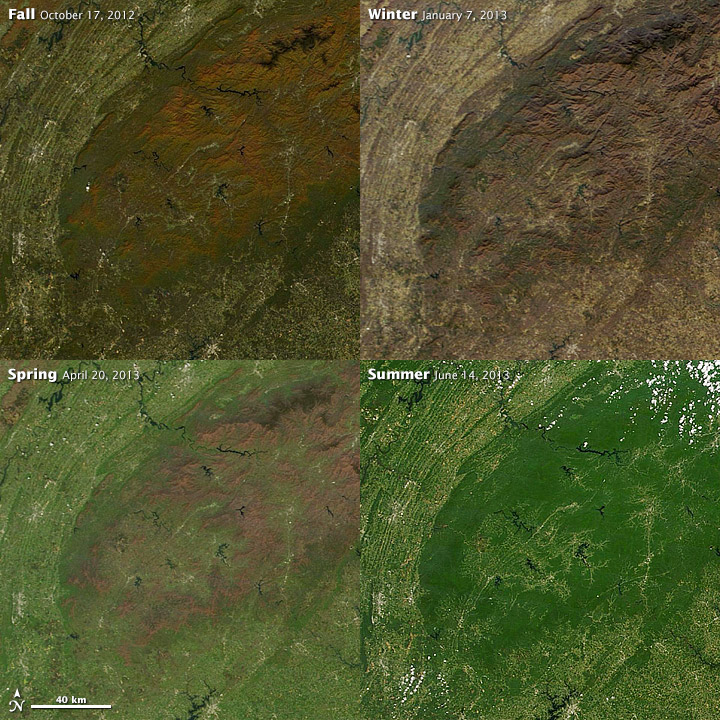 Fall October 17, 2012
Winter January 7, 2013
Spring April 20, 2013
Summer June 14, 2013
N
40 km